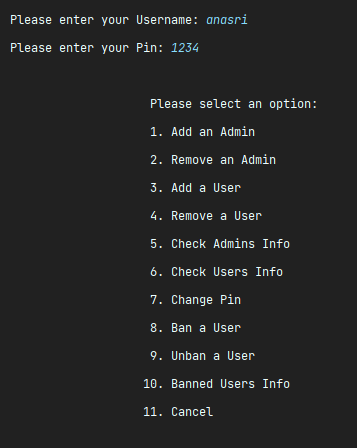 Please enter your Username: anasri
Please enter your Pin: 1234
Please select an option:
1. Add an Admin
2. Remove an Admin
3. Add a User
4. Remove a User
5. Check Admins Info
6. Check Users Info
7. Change Pin
8. Ban a User
9. Unban a User
10. Banned Users Info
11. Cancel